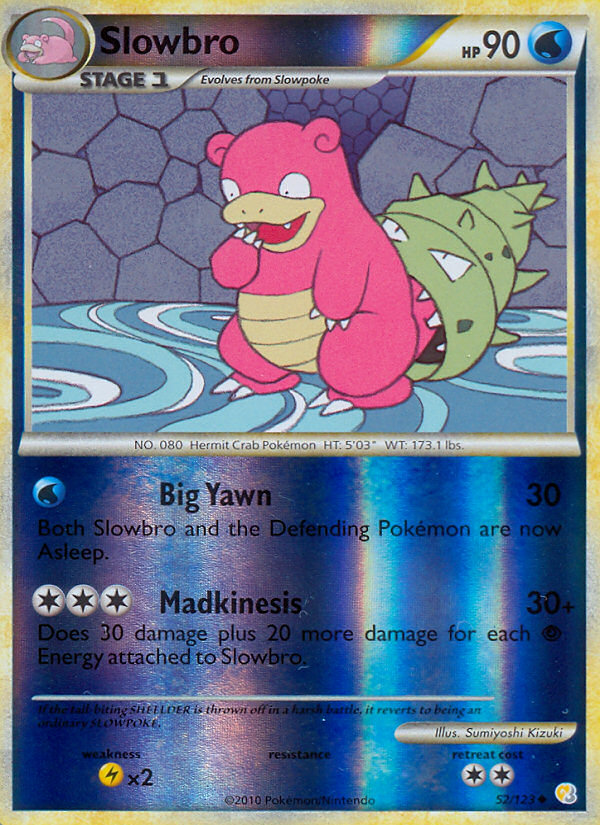 Slowbro
HP 90
STAGE 1
Evolves from Slowpoke
NO. 080 Hermit Crab Pokémon HT: 5'03" WT: 173.1 lbs.
Big Yawn 30
Both Slowbro and the Defending Pokémon are now
Asleep.
Madkinesis 30+
Does 30 damage plus 20 more damage for each
Energy attached to Slowbro.
If the tail-biting SHELLDER is thrown off in a harsh battle, it reverts to being an
ordinary SLOWPOKE.
Illus. Sumiyoshi Kizuki
weakness resistance retreat cost
×2
©2010 Pokémon/Nintendo
52/123